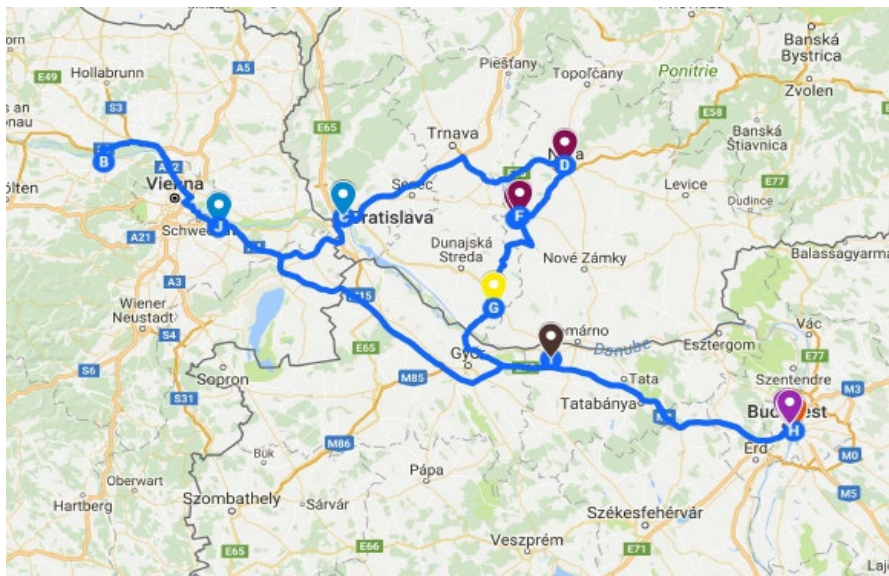 Hollabrunn
E49
S3
A5
Piešťany
Topoľčany
Ponitrie
Banská
Bystrica
Zvolen
E65
Trnava
E58
Banská
Štiavnica
E77
B
Vienna
D
Levice
Senec
Dudince
Bratislava
F
J
A21
Dunajská
Streda
Nové Zámky
Balassagyarma
A3
Wiener
Neustadt
S4
G
Danube
Esztergom
Vác
E77
S6
Sopron
E65
Győr
Tata
Szentendre
M3
S31
M85
Tatabánya
Budapest
H
M86
Érd
M0
Bük
Pápa
M5
Oberwart
Hartberg
Szombathely
Sárvár
Székesfehérvár
E65
E66
Veszprém
E71